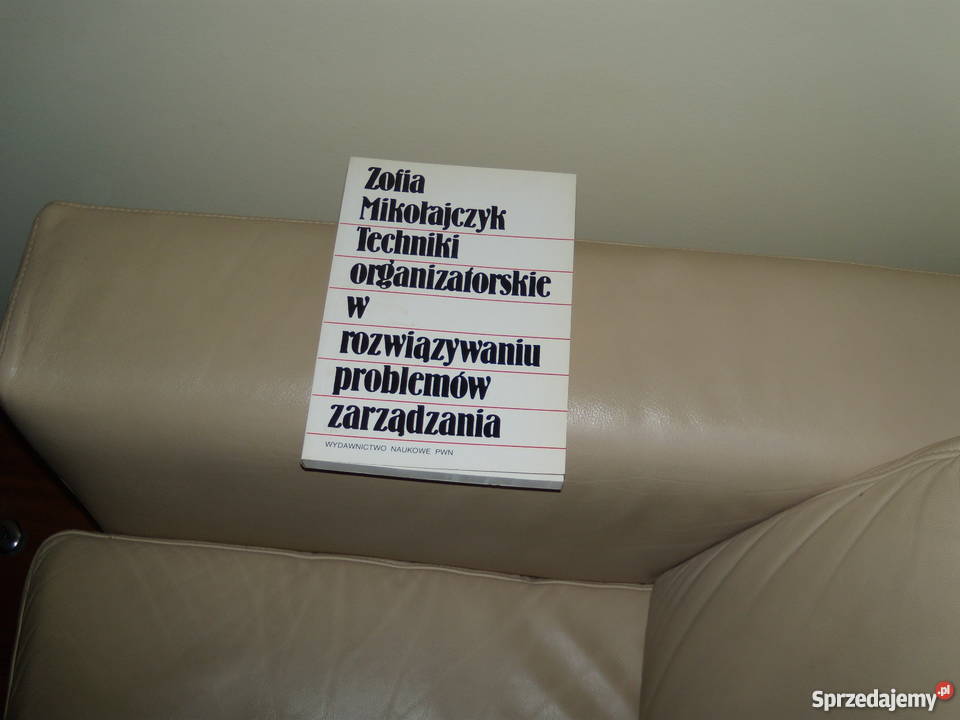 Zofia
Mikołajczyk
Techniki
organizatorskie
w
rozwiązywaniu
problemów
zarządzania
WYDAWNICTWO NAUKOWE PWN
Sprzedajemy.pl